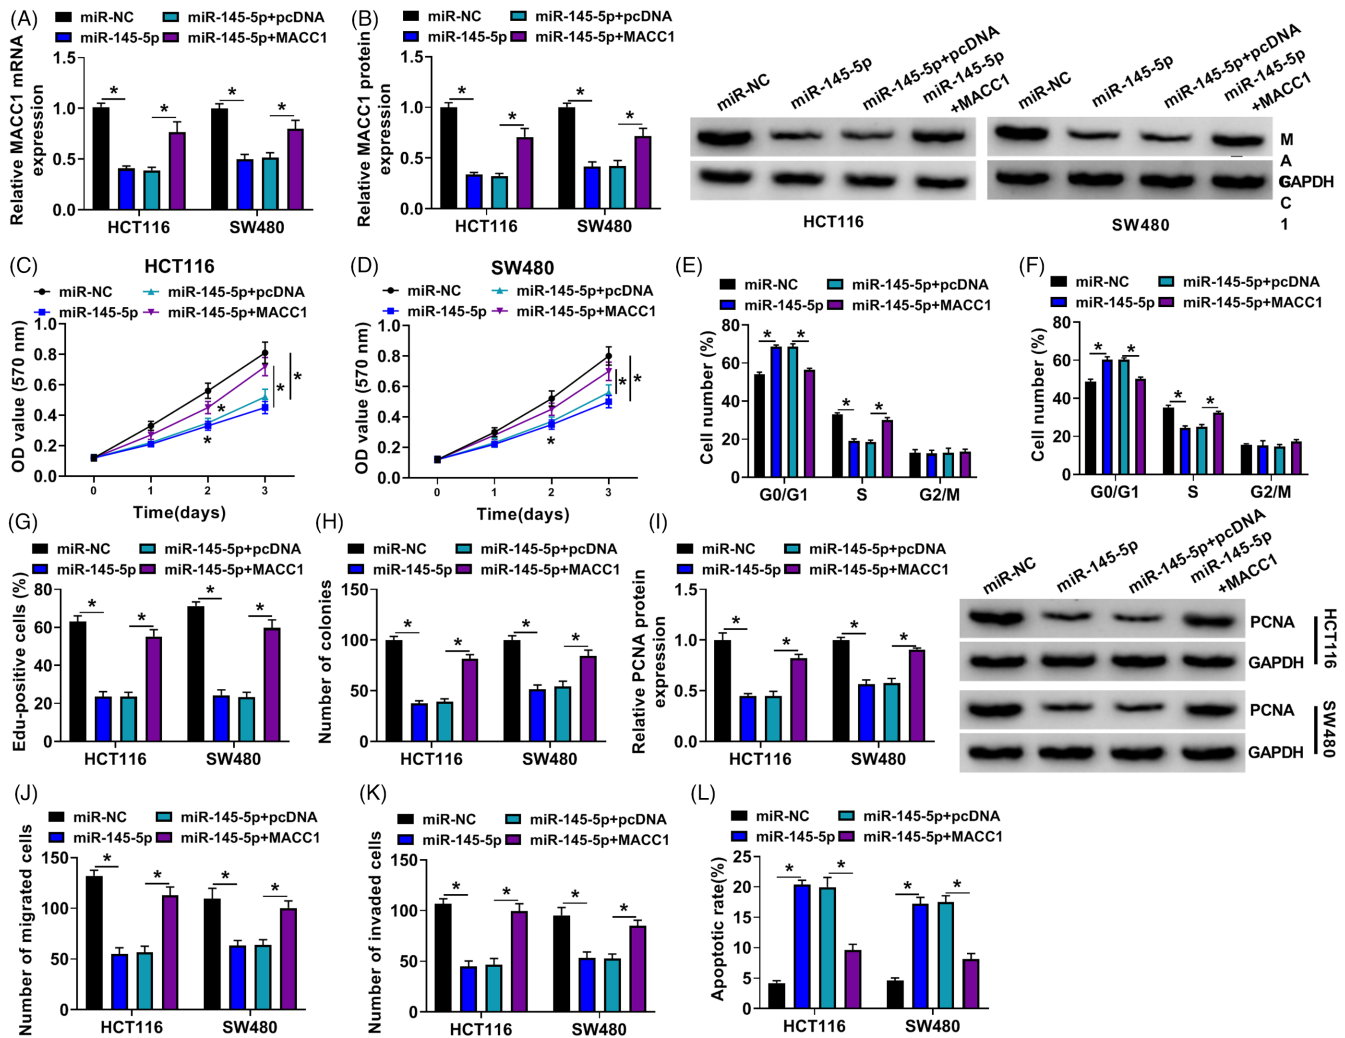 (A)
miR-NC
miR-145-5p+pcDNA
miR-145-5p
miR-145-5p+MACC1
Relative MACC1 mRNA
expression
1.5
1.0
0.5
0.0
*
*
*
*
HCT116
SW480
(B)
miR-NC
miR-145-5p+pcDNA
miR-145-5p
miR-145-5p+MACC1
Relative MACC1 protein
expression
1.5
1.0
0.5
0.0
*
*
*
*
HCT116
SW480
miR-NC
miR-145-5p
miR-145-5p+pcDNA
miR-145-5p
+MACC1
miR-NC
miR-145-5p
miR-145-5p+pcDNA
miR-145-5p
+MACC1
MACC1
GAPDH
HCT116
SW480
(C)
HCT116
miR-NC
miR-145-5p+pcDNA
miR-145-5p
miR-145-5p+MACC1
OD value (570 nm)
1.0
0.8
0.6
0.4
0.2
0.0
*
*
*
*
0
1
2
3
Time(days)
(D)
SW480
miR-NC
miR-145-5p+pcDNA
miR-145-5p
miR-145-5p+MACC1
OD value (570 nm)
1.0
0.8
0.6
0.4
0.2
0.0
*
*
*
0
1
2
3
Time(days)
(E)
miR-NC
miR-145-5p+pcDNA
miR-145-5p
miR-145-5p+MACC1
Cell number (%)
80
60
40
20
0
*
*
*
*
G0/G1
S
G2/M
(F)
miR-NC
miR-145-5p+pcDNA
miR-145-5p
miR-145-5p+MACC1
Cell number (%)
80
60
40
20
0
*
*
*
*
G0/G1
S
G2/M
(G)
miR-NC
miR-145-5p+pcDNA
miR-145-5p
miR-145-5p+MACC1
Edu-positive cells (%)
80
60
40
20
0
*
*
*
*
HCT116
SW480
(H)
miR-NC
miR-145-5p+pcDNA
miR-145-5p
miR-145-5p+MACC1
Number of colonies
150
100
50
0
*
*
*
*
HCT116
SW480
(I)
miR-NC
miR-145-5p+pcDNA
miR-145-5p
miR-145-5p+MACC1
Relative PCNA protein
expression
1.5
1.0
0.5
0.0
*
*
*
*
HCT116
SW480
miR-NC
miR-145-5p
miR-145-5p+pcDNA
miR-145-5p
+MACC1
PCNA
GAPDH
HCT116
PCNA
GAPDH
SW480
(J)
miR-NC
miR-145-5p+pcDNA
miR-145-5p
miR-145-5p+MACC1
Number of migrated cells
150
100
50
0
*
*
*
*
HCT116
SW480
(K)
miR-NC
miR-145-5p+pcDNA
miR-145-5p
miR-145-5p+MACC1
Number of invaded cells
150
100
50
0
*
*
*
*
HCT116
SW480
(L)
miR-NC
miR-145-5p+pcDNA
miR-145-5p
miR-145-5p+MACC1
Apoptotic rate(%)
25
20
15
10
5
0
*
*
*
*
HCT116
SW480